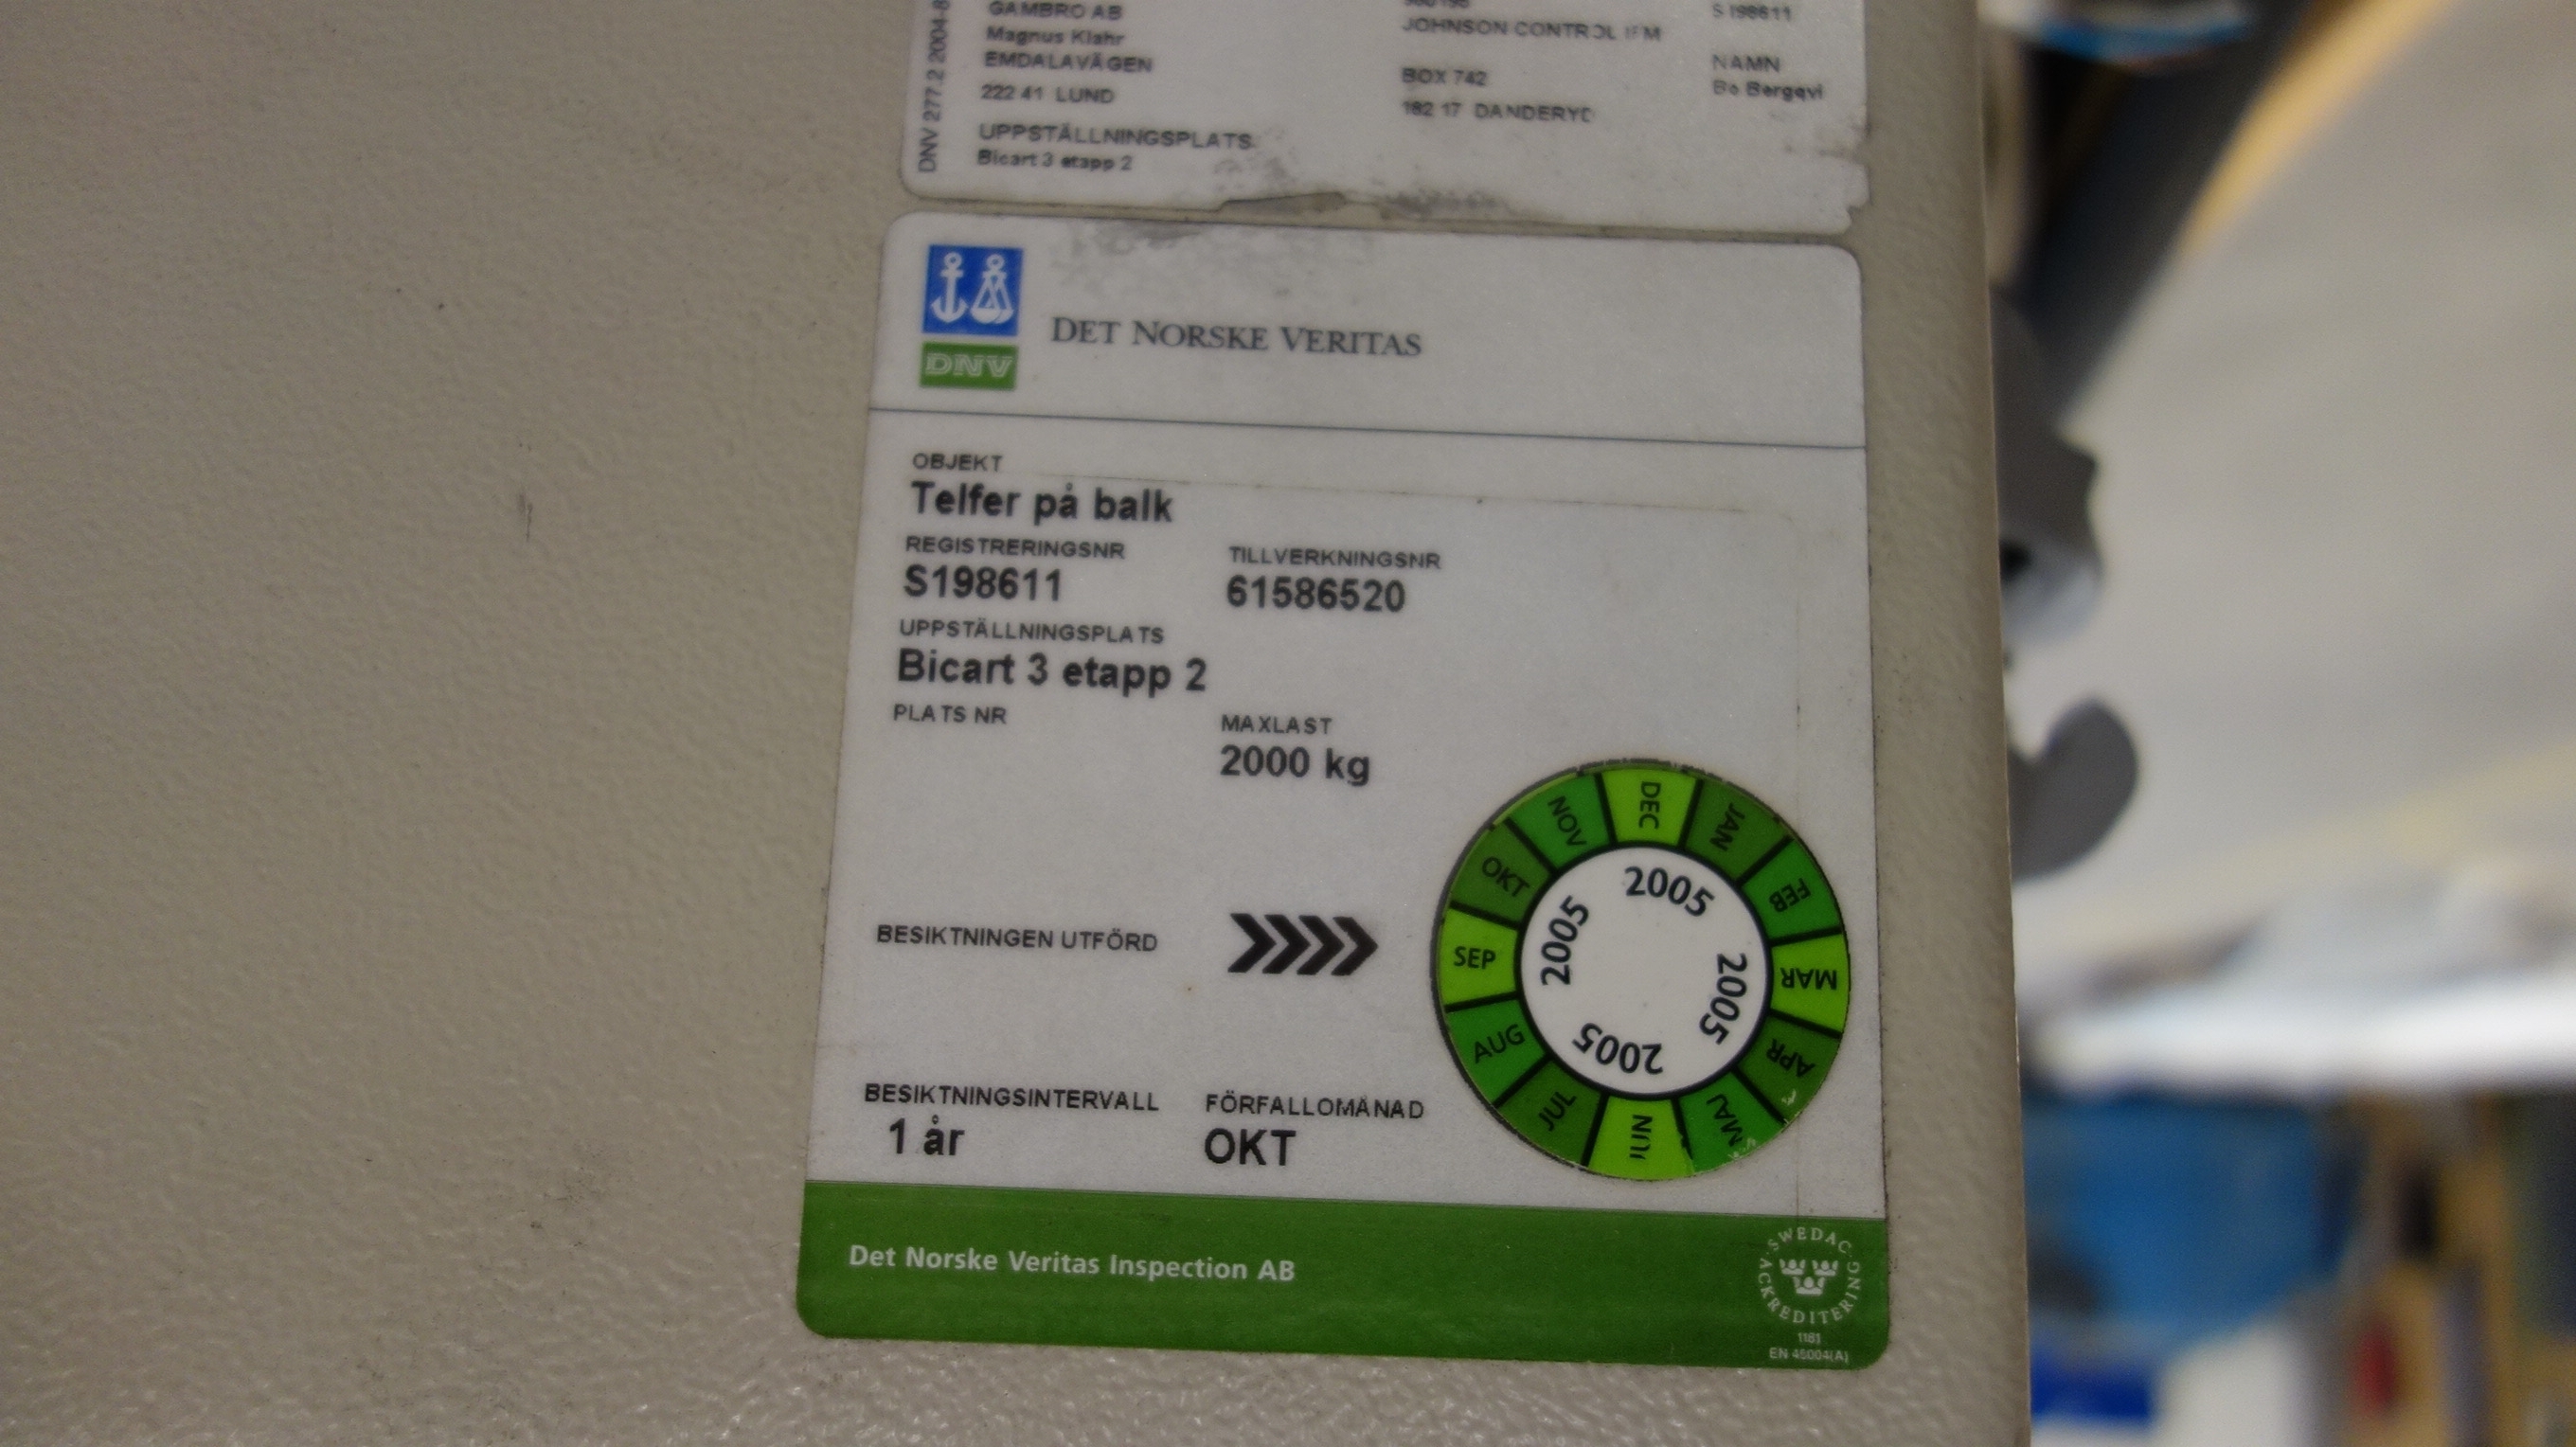 DNV 277.2 2004-8
GAMBRO AB
Magnus Klahr
EMDALAVÄGEN
222 41 LUND
UPPSTÄLLNINGSPLATS
Bicart 3 etapp 2
JOHNSON CONTROL IFM
BOX 742
182 17 DANDERYD
S198611
NAMN
Bo Bergqvi
DNV
DET NORSKE VERITAS
OBJEKT
Telfer på balk
REGISTRERINGSNR TILLVERKNINGSNR
S198611 61586520
UPPSTÄLLNINGSPLATS
Bicart 3 etapp 2
PLATS NR MAXLAST
2000 kg
BESIKTNINGEN UTFÖRD
DEC JAN FEB MAR APR MAJ JUN JUL AUG SEP OKT NOV
2005 2005 2005 2005
BESIKTNINGSINTERVALL FÖRFALLOMÅNAD
1 år OKT
Det Norske Veritas Inspection AB
SWEDAC
ACKREDITERING
1181
EN 45004(A)